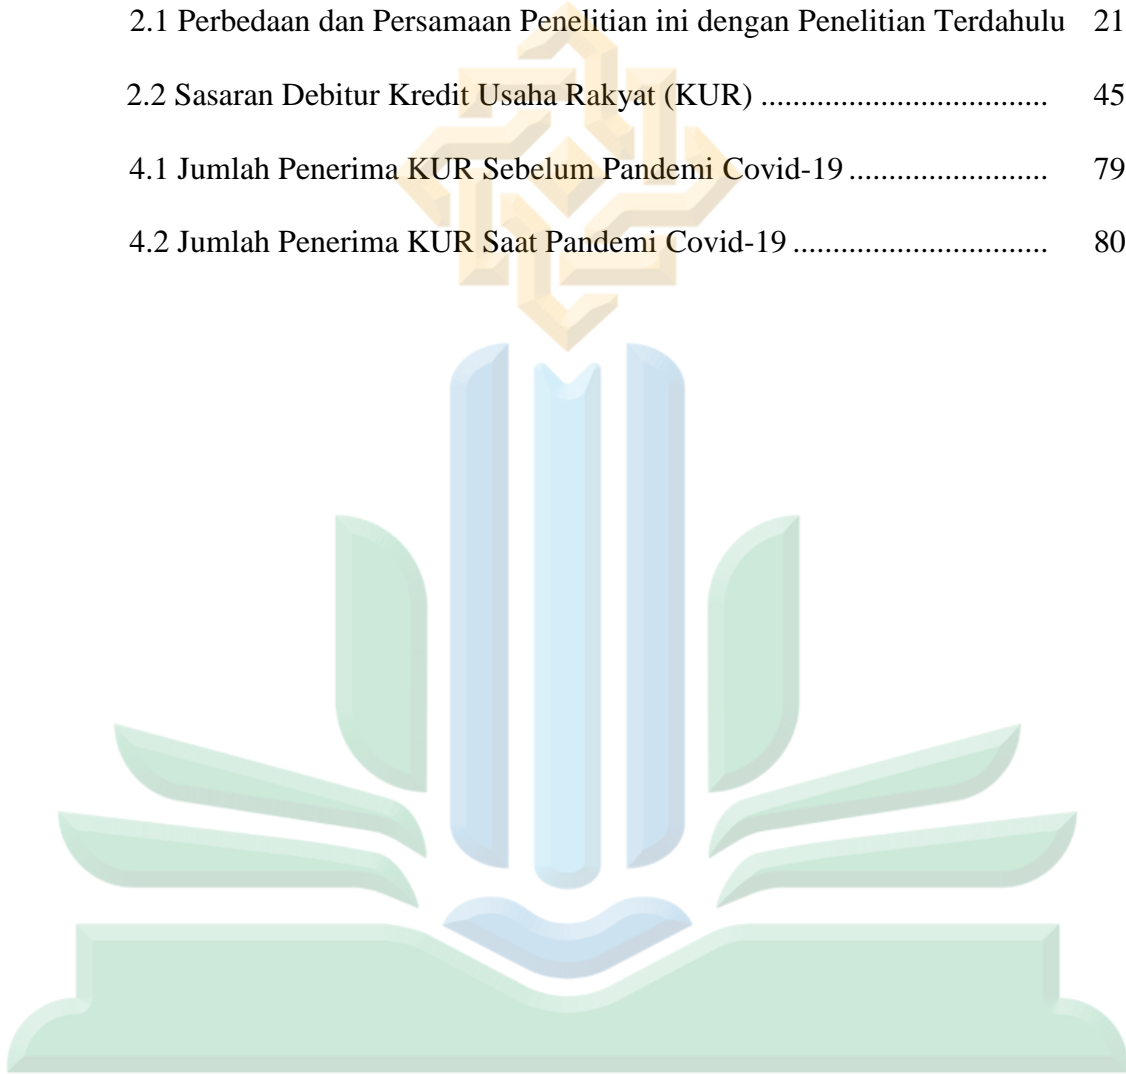 2.1 Perbedaan dan Persamaan Penelitian ini dengan Penelitian Terdahulu 21
2.2 Sasaran Debitur Kredit Usaha Rakyat (KUR) .................................... 45
4.1 Jumlah Penerima KUR Sebelum Pandemi Covid-19 ......................... 79
4.2 Jumlah Penerima KUR Saat Pandemi Covid-19 ................................ 80